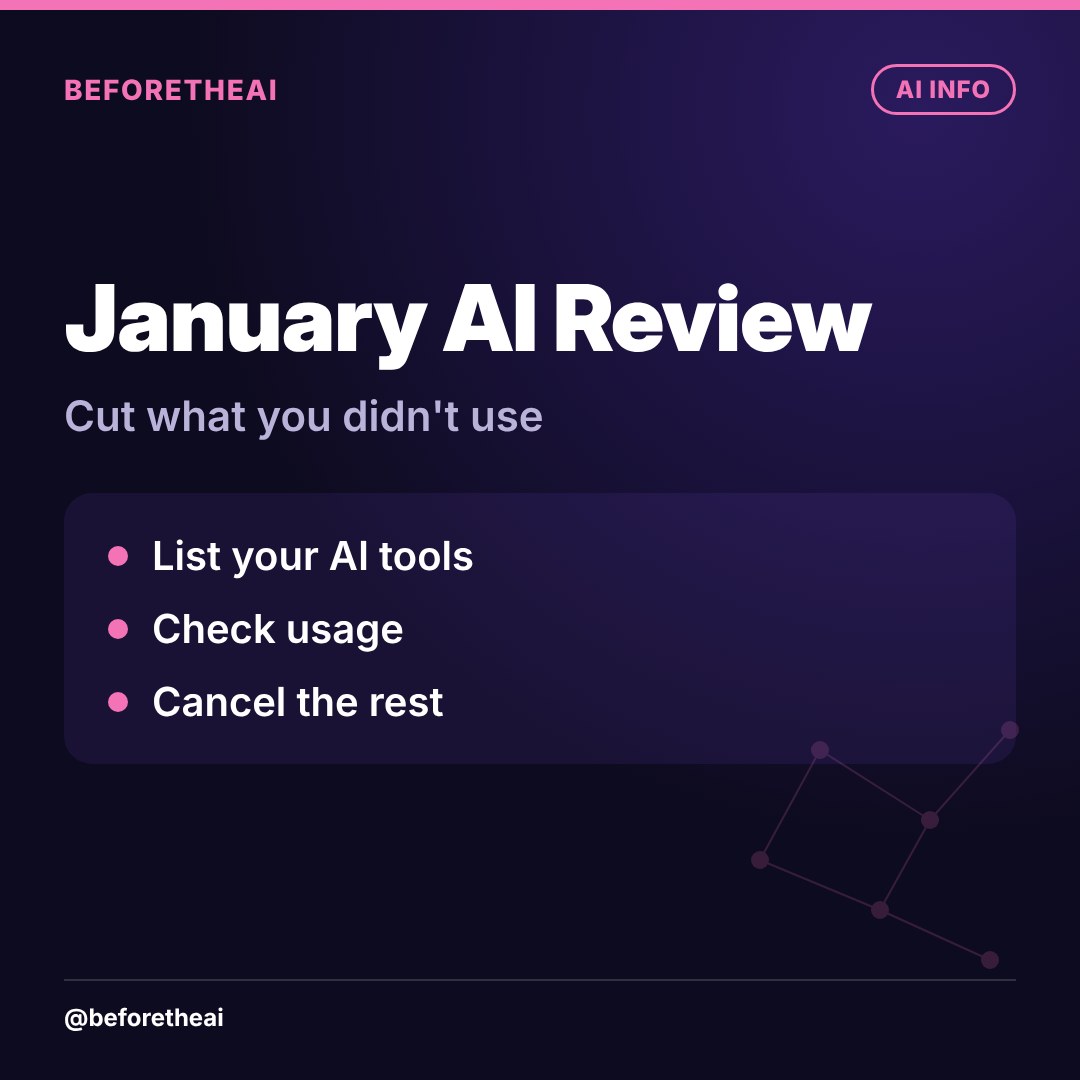 BEFORETHEAI
AI INFO
January AI Review
Cut what you didn't use
List your AI tools
Check usage
Cancel the rest
@beforetheai